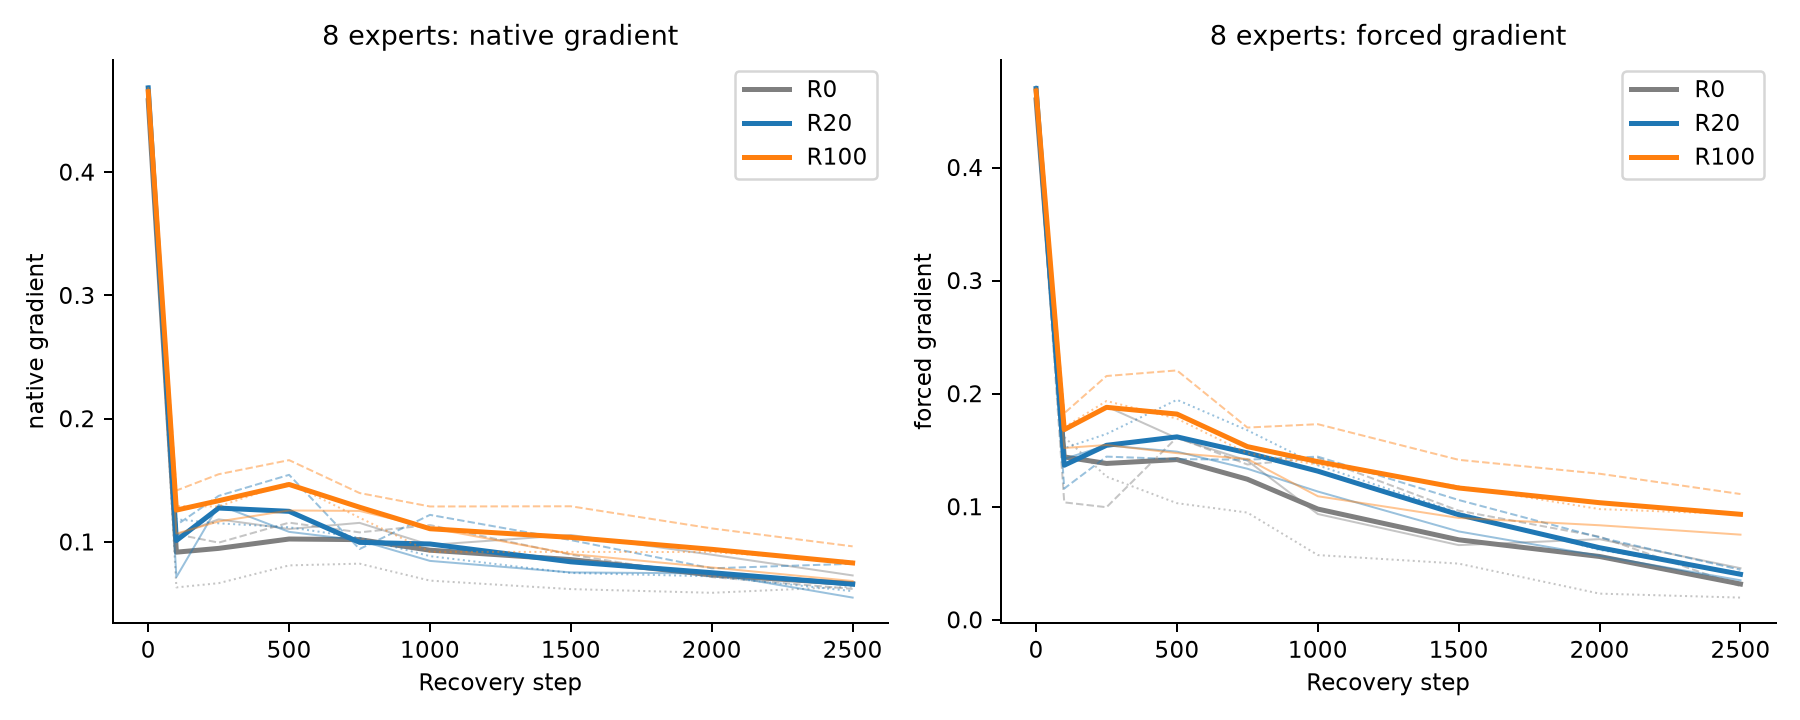 8 experts: native gradient
native gradient
0.4
0.3
0.2
0.1
0
500
1000
1500
2000
2500
Recovery step
R0
R20
R100
8 experts: forced gradient
forced gradient
0.4
0.3
0.2
0.1
0.0
0
500
1000
1500
2000
2500
Recovery step
R0
R20
R100